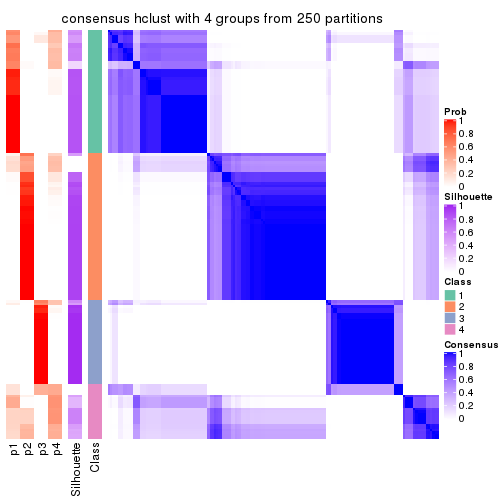 consensus hclust with 4 groups from 250 partitions
Prob
1
0.8
0.6
0.4
0.2
0
Silhouette
1
0.8
0.6
0.4
0.2
0
Class
1
2
3
4
Consensus
1
0.8
0.6
0.4
0.2
0
p1
p2
p3
p4
Silhouette
Class